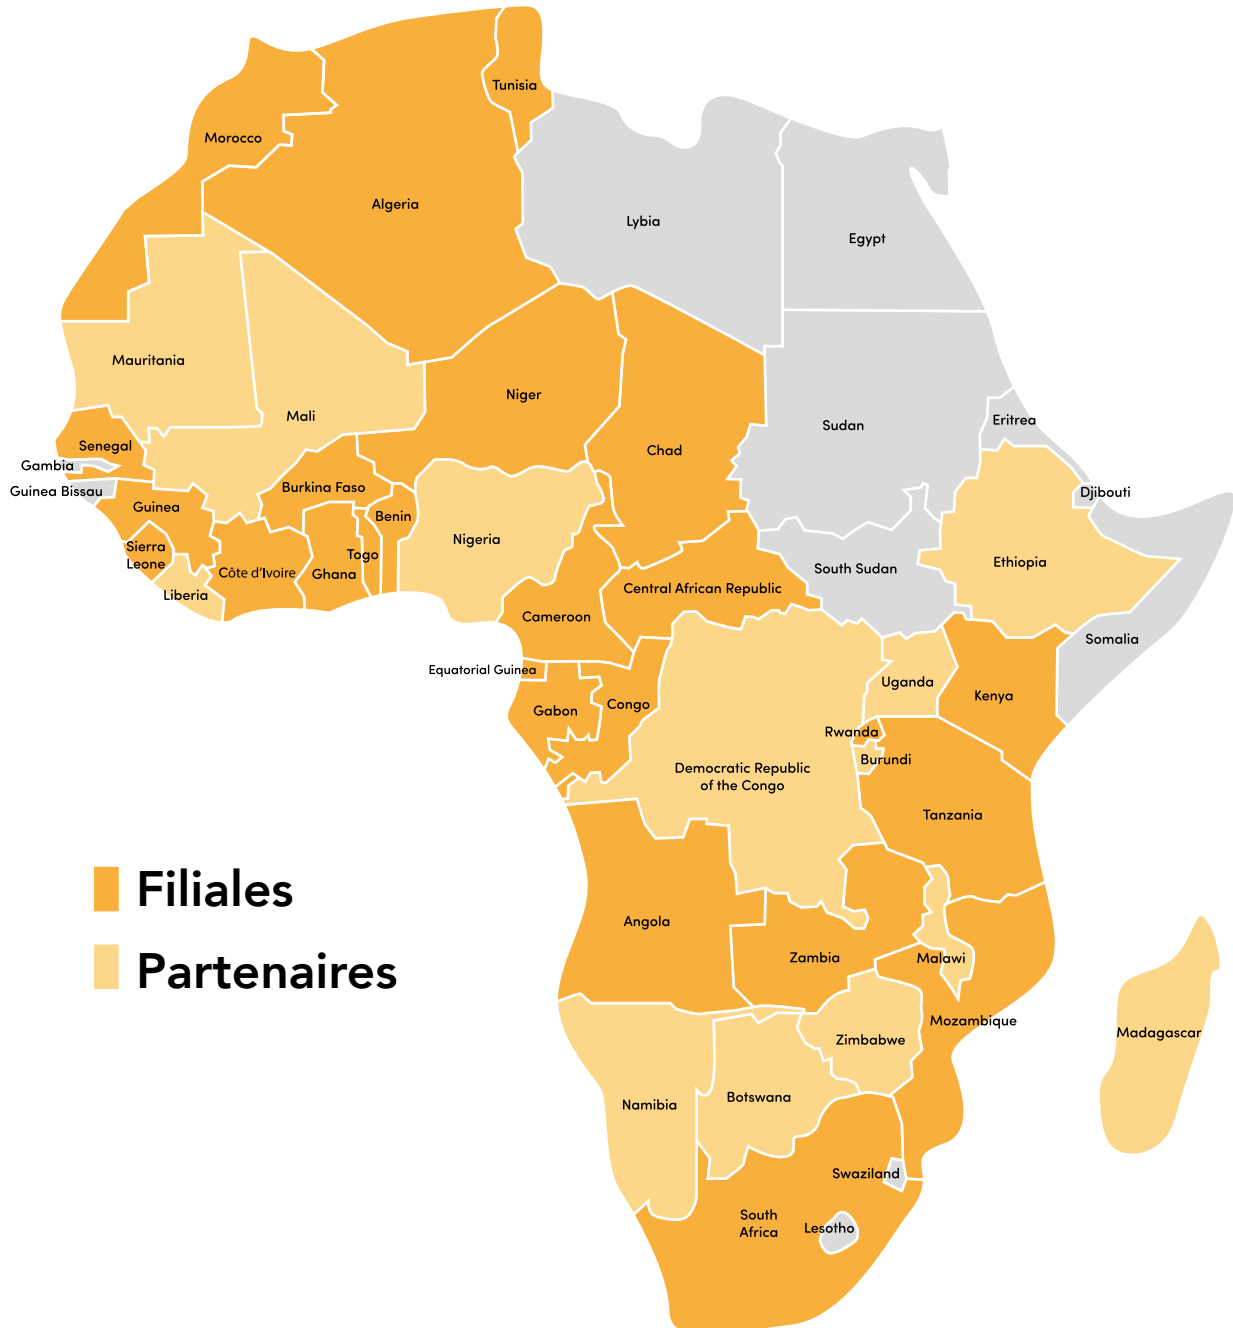 Tunisia
Morocco
Algeria
Lybia
Egypt
Mauritania
Mali
Niger
Chad
Sudan
Eritrea
Senegal
Gambia
Guinea Bissau
Guinea
Burkina Faso
Benin
Djibouti
Sierra
Leone
Togo
Nigeria
Côte d'Ivoire
Ghana
Liberia
South Sudan
Ethiopia
Central African Republic
Cameroon
Somalia
Equatorial Guinea
Uganda
Kenya
Gabon
Congo
Rwanda
Burundi
Democratic Republic
of the Congo
Tanzania
Filiales
Partenaires
Angola
Zambia
Malawi
Mozambique
Madagascar
Zimbabwe
Namibia
Botswana
Swaziland
South
Africa
Lesotho